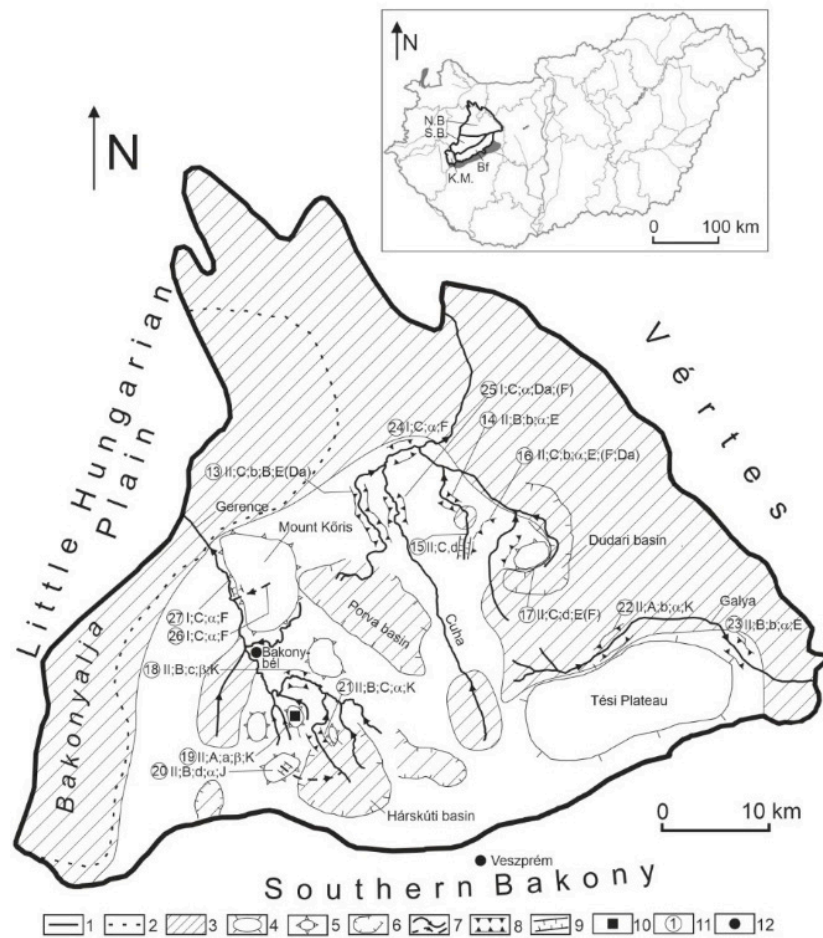 N
N.B
S.B.
Bf
K.M.
0 100 km
N
Little Hungarian
Plain
Vértes
25 I;C;α;Da;(F)
14 II;B;b;α;E
24 I;C;α;F
16 II;C;b;α;E;(F;Da)
13 II;C;b;B;E(Da)
Gerence
Mount Kőris
15 II,C,d
Dudari basin
Porva basin
Cuha
17 II;C;d;E(F)
22 II;A;b;α;K
Galya
23 II;B;b;α;E
27 I;C;α;F
26 I;C;α;F
Bakony-
bél
18 II;B;c;β;K
21 II;B;C;α;K
Tési Plateau
Bakonyalja
19 II;A;a;β;K
20 II;B;d;α;J
Hárskúti basin
0 10 km
Veszprém
Southern Bakony
1 2 3 4 5 6 7 8 9 10 1 11 12